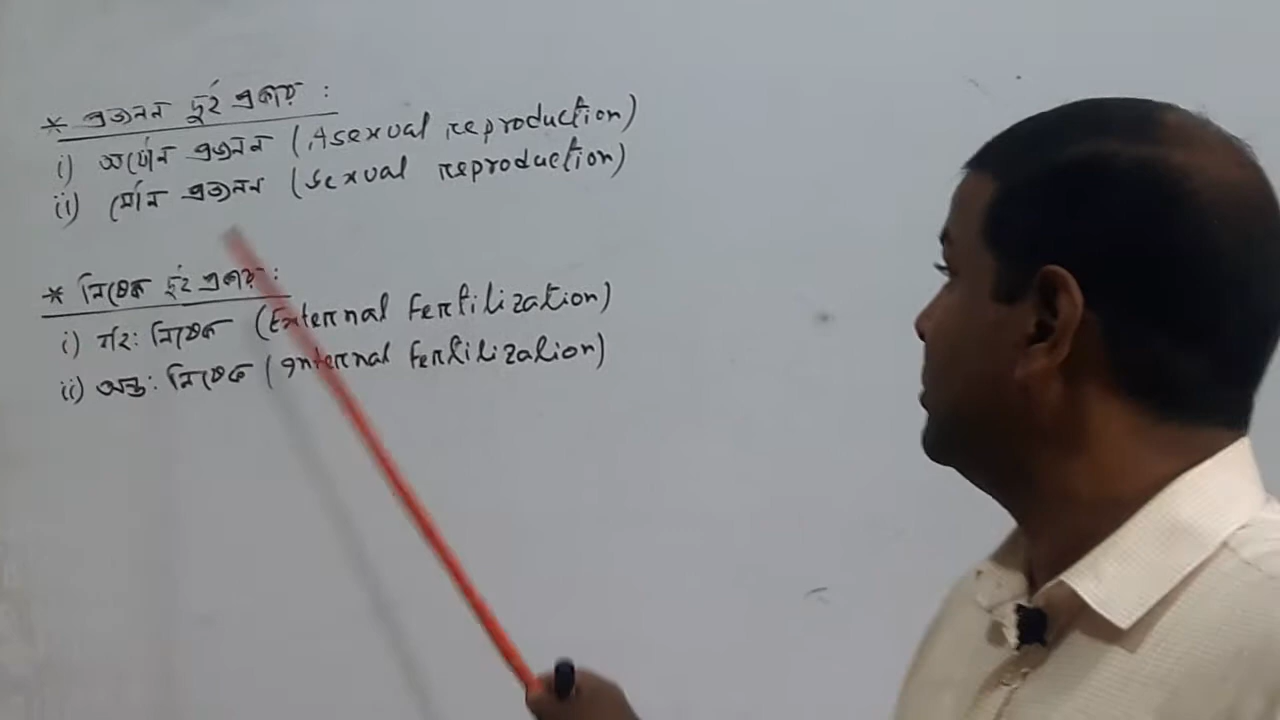 * প্রজনন দুই প্রকার :
i) অযৌন প্রজনন (Asexual reproduction)
ii) যৌন প্রজনন (Sexual reproduction)
* নিষেক দুই প্রকার :
i) বহিঃ নিষেক (External Fertilization)
ii) অন্তঃ নিষেক (Internal Fertilization)